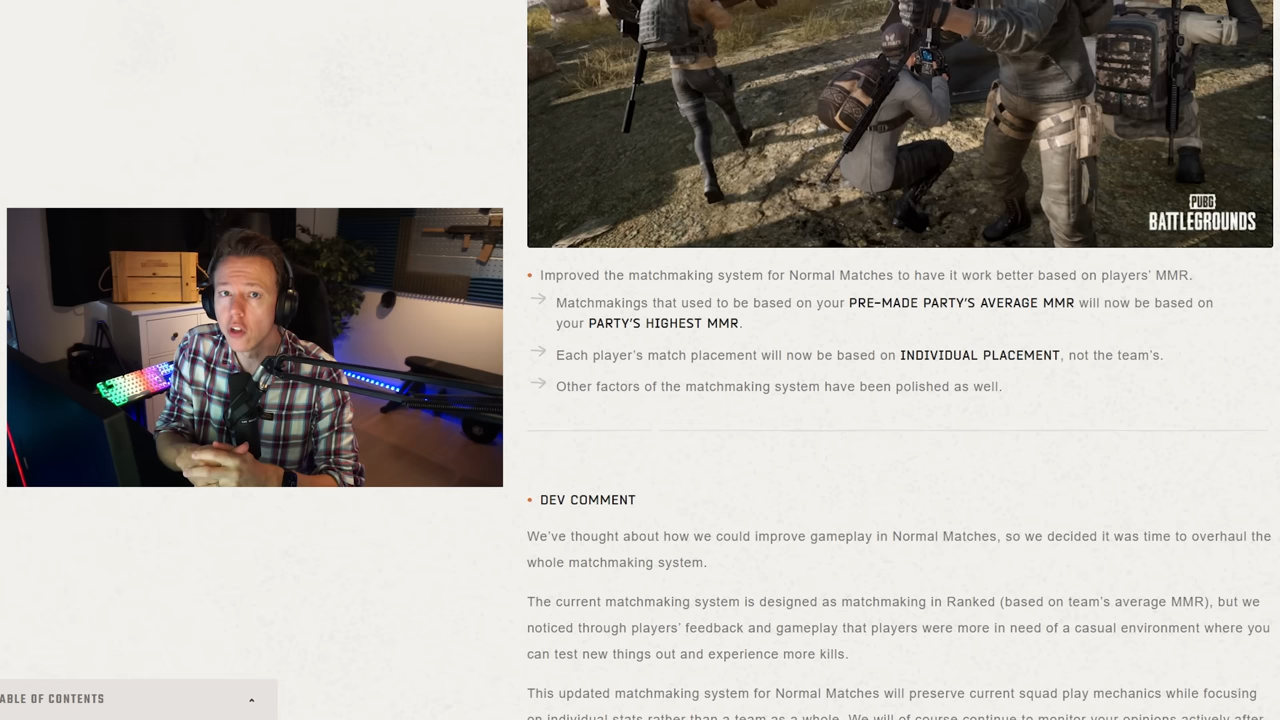 PUBG
BATTLEGROUNDS
• Improved the matchmaking system for Normal Matches to have it work better based on players' MMR.
Matchmakings that used to be based on your PRE-MADE PARTY'S AVERAGE MMR will now be based on
your PARTY'S HIGHEST MMR.
Each player's match placement will now be based on INDIVIDUAL PLACEMENT, not the team's.
Other factors of the matchmaking system have been polished as well.
• DEV COMMENT
We've thought about how we could improve gameplay in Normal Matches, so we decided it was time to overhaul the
whole matchmaking system.
The current matchmaking system is designed as matchmaking in Ranked (based on team's average MMR), but we
noticed through players' feedback and gameplay that players were more in need of a casual environment where you
can test new things out and experience more kills.
This updated matchmaking system for Normal Matches will preserve current squad play mechanics while focusing
on individual stats rather than a team as a whole. We will of course continue to monitor your opinions actively after
ABLE OF CONTENTS